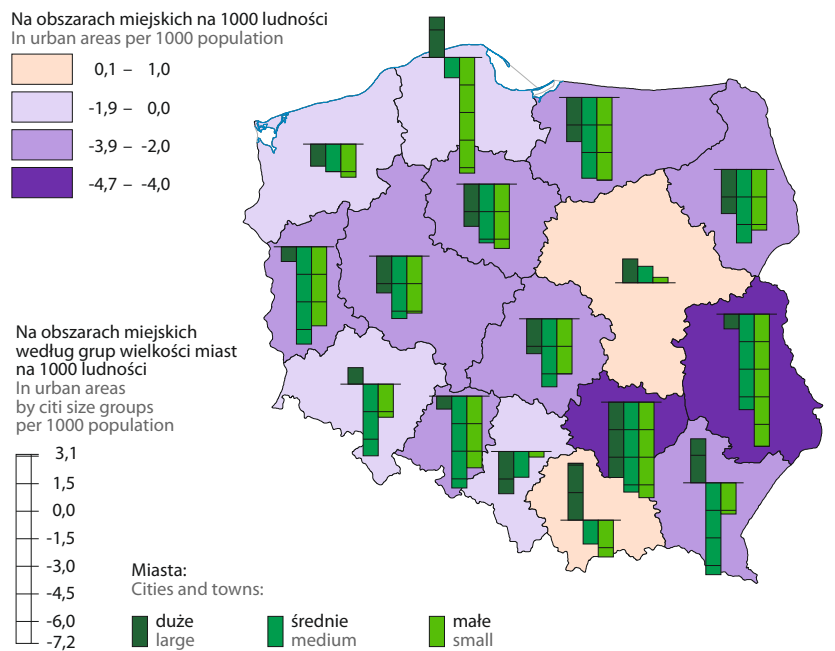 Na obszarach miejskich na 1000 ludności
In urban areas per 1000 population
0,1 – 1,0
-1,9 – 0,0
-3,9 – -2,0
-4,7 – -4,0
Na obszarach miejskich
według grup wielkości miast
na 1000 ludności
In urban areas
by citi size groups
per 1000 population
3,1
1,5
0,0
-1,5
-3,0
-4,5
-6,0
-7,2
Miasta:
Cities and towns:
duże
large
średnie
medium
małe
small